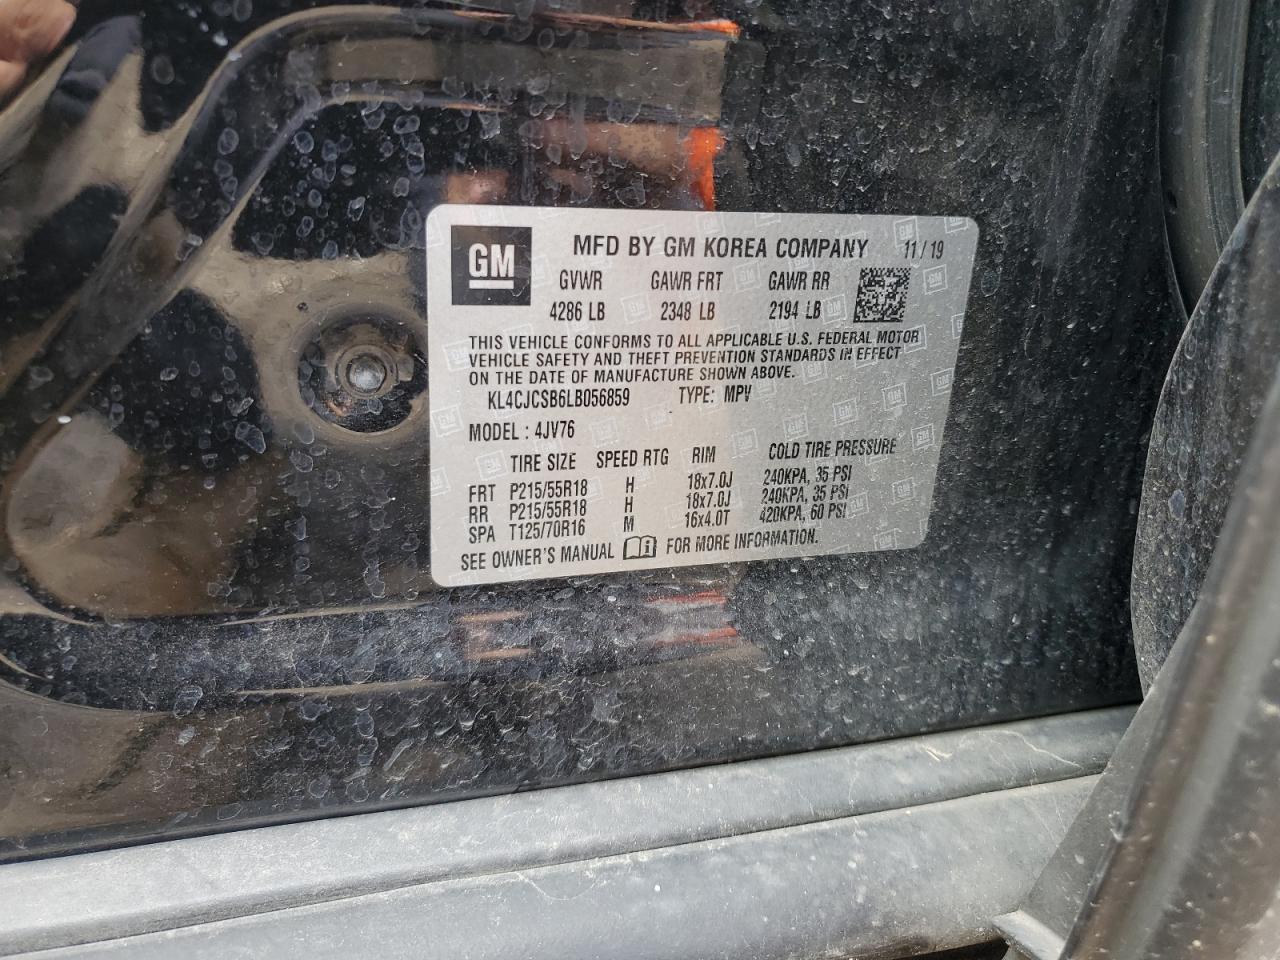 GM MFD BY GM KOREA COMPANY 11/19
GVWR GAWR FRT GAWR RR
4286 LB 2348 LB 2194 LB
THIS VEHICLE CONFORMS TO ALL APPLICABLE U.S. FEDERAL MOTOR
VEHICLE SAFETY AND THEFT PREVENTION STANDARDS IN EFFECT
ON THE DATE OF MANUFACTURE SHOWN ABOVE.
KL4CJCSB6LB056859 TYPE: MPV
MODEL: 4JV76
TIRE SIZE SPEED RTG RIM COLD TIRE PRESSURE
FRT P215/55R18 H 18x7.0J 240KPA, 35 PSI
RR P215/55R18 H 18x7.0J 240KPA, 35 PSI
SPA T125/70R16 M 16x4.0T 420KPA, 60 PSI
SEE OWNER'S MANUAL FOR MORE INFORMATION.